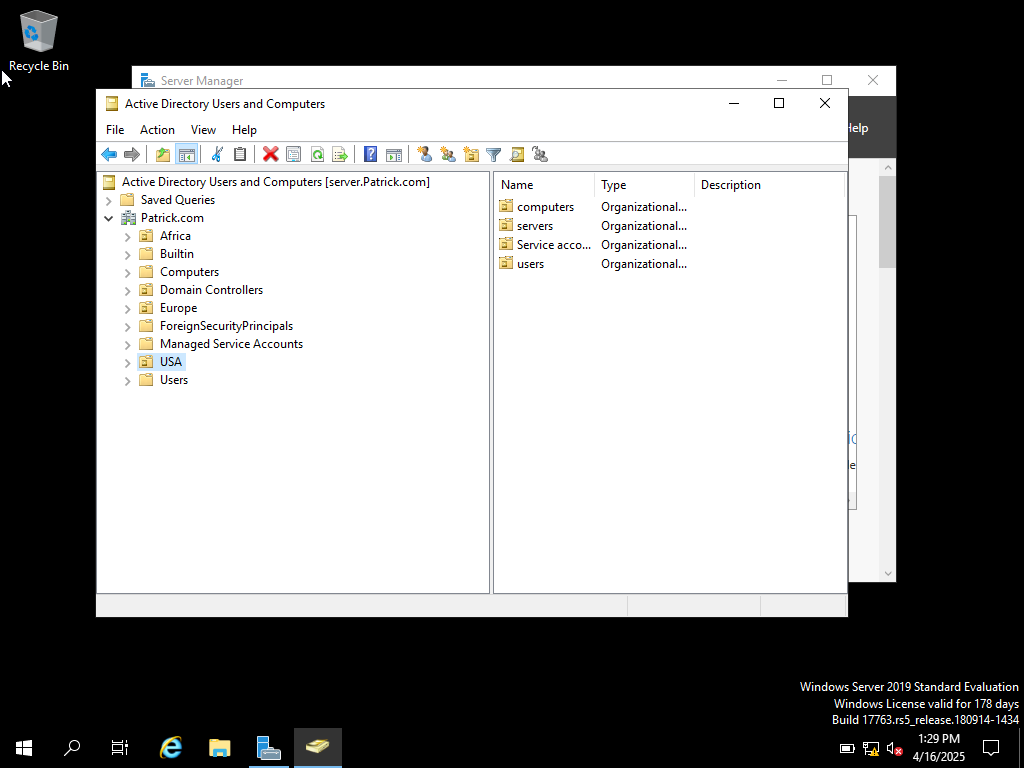 Recycle Bin
Server Manager
Active Directory Users and Computers
File Action View Help
Help
Active Directory Users and Computers [server.Patrick.com]
Saved Queries
Patrick.com
Africa
Builtin
Computers
Domain Controllers
Europe
ForeignSecurityPrincipals
Managed Service Accounts
USA
Users
Name Type Description
computers Organizational...
servers Organizational...
Service acco... Organizational...
users Organizational...
Windows Server 2019 Standard Evaluation
Windows License valid for 178 days
Build 17763.rs5_release.180914-1434
1:29 PM
4/16/2025